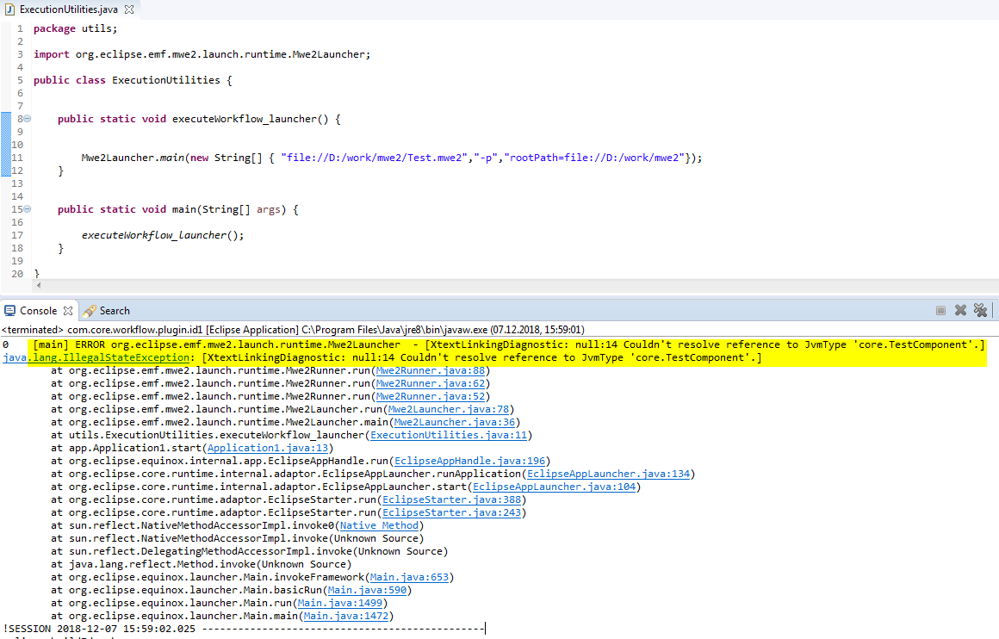 ExecutionUtilities.java
1 package utils;
2
3 import org.eclipse.emf.mwe2.launch.runtime.Mwe2Launcher;
4
5 public class ExecutionUtilities {
6
7
8 public static void executeWorkflow_launcher() {
9
10
11 Mwe2Launcher.main(new String[] { "file://D:/work/mwe2/Test.mwe2","-p","rootPath=file://D:/work/mwe2"});
12 }
13
14
15 public static void main(String[] args) {
16
17 executeWorkflow_launcher();
18 }
19
20 }
Console Search
<terminated> com.core.workflow.plugin.id1 [Eclipse Application] C:\Program Files\Java\jre8\bin\javaw.exe (07.12.2018, 15:59:01)
0 [main] ERROR org.eclipse.emf.mwe2.launch.runtime.Mwe2Launcher - [XtextLinkingDiagnostic: null:14 Couldn't resolve reference to JvmType 'core.TestComponent'.]
java.lang.IllegalStateException: [XtextLinkingDiagnostic: null:14 Couldn't resolve reference to JvmType 'core.TestComponent'.]
at org.eclipse.emf.mwe2.launch.runtime.Mwe2Runner.run(Mwe2Runner.java:88)
at org.eclipse.emf.mwe2.launch.runtime.Mwe2Runner.run(Mwe2Runner.java:62)
at org.eclipse.emf.mwe2.launch.runtime.Mwe2Runner.run(Mwe2Runner.java:52)
at org.eclipse.emf.mwe2.launch.runtime.Mwe2Launcher.run(Mwe2Launcher.java:78)
at org.eclipse.emf.mwe2.launch.runtime.Mwe2Launcher.main(Mwe2Launcher.java:36)
at utils.ExecutionUtilities.executeWorkflow_launcher(ExecutionUtilities.java:11)
at app.Application1.start(Application1.java:13)
at org.eclipse.equinox.internal.app.EclipseAppHandle.run(EclipseAppHandle.java:196)
at org.eclipse.core.runtime.internal.adaptor.EclipseAppLauncher.runApplication(EclipseAppLauncher.java:134)
at org.eclipse.core.runtime.internal.adaptor.EclipseAppLauncher.start(EclipseAppLauncher.java:104)
at org.eclipse.core.runtime.adaptor.EclipseStarter.run(EclipseStarter.java:388)
at org.eclipse.core.runtime.adaptor.EclipseStarter.run(EclipseStarter.java:243)
at sun.reflect.NativeMethodAccessorImpl.invoke0(Native Method)
at sun.reflect.NativeMethodAccessorImpl.invoke(Unknown Source)
at sun.reflect.DelegatingMethodAccessorImpl.invoke(Unknown Source)
at java.lang.reflect.Method.invoke(Unknown Source)
at org.eclipse.equinox.launcher.Main.invokeFramework(Main.java:653)
at org.eclipse.equinox.launcher.Main.basicRun(Main.java:590)
at org.eclipse.equinox.launcher.Main.run(Main.java:1499)
at org.eclipse.equinox.launcher.Main.main(Main.java:1472)
!SESSION 2018-12-07 15:59:02.025 -----------------------------------------------